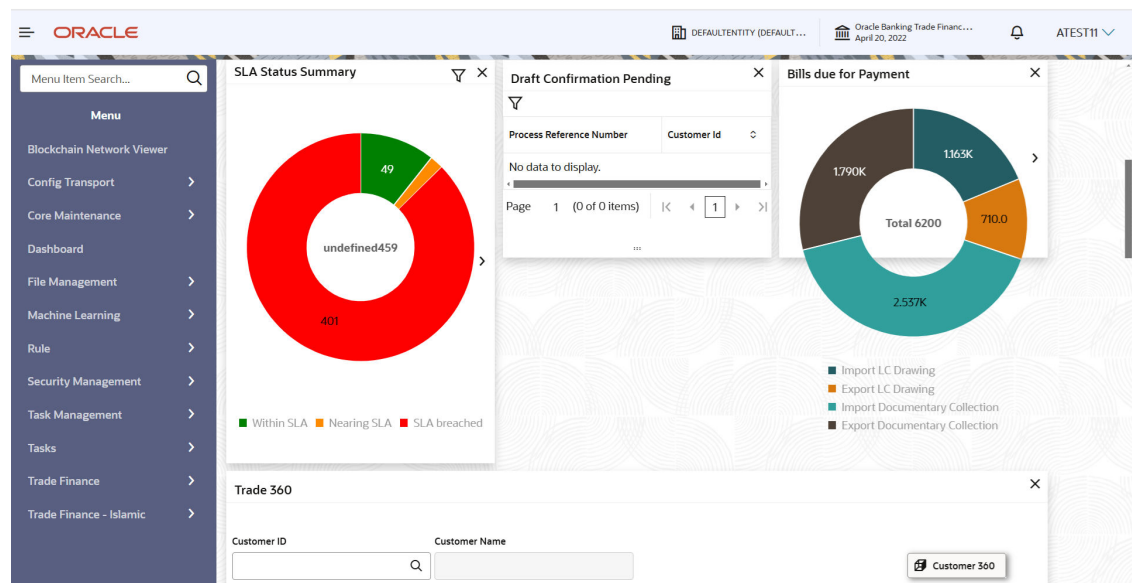 ORACLE
DEFAULTENTITY (DEFAULT...
Oracle Banking Trade Financ...
April 20, 2022
ATEST11
Menu Item Search...
Menu
Blockchain Network Viewer
Config Transport
Core Maintenance
Dashboard
File Management
Machine Learning
Rule
Security Management
Task Management
Tasks
Trade Finance
Trade Finance - Islamic
SLA Status Summary
49
undefined459
401
Within SLA Nearing SLA SLA breached
Draft Confirmation Pending
Process Reference Number Customer Id
No data to display.
Page 1 (0 of 0 items) 1
Bills due for Payment
1.163K
1.790K
Total 6200
710.0
2.537K
Import LC Drawing
Export LC Drawing
Import Documentary Collection
Export Documentary Collection
Trade 360
Customer ID Customer Name
Customer 360